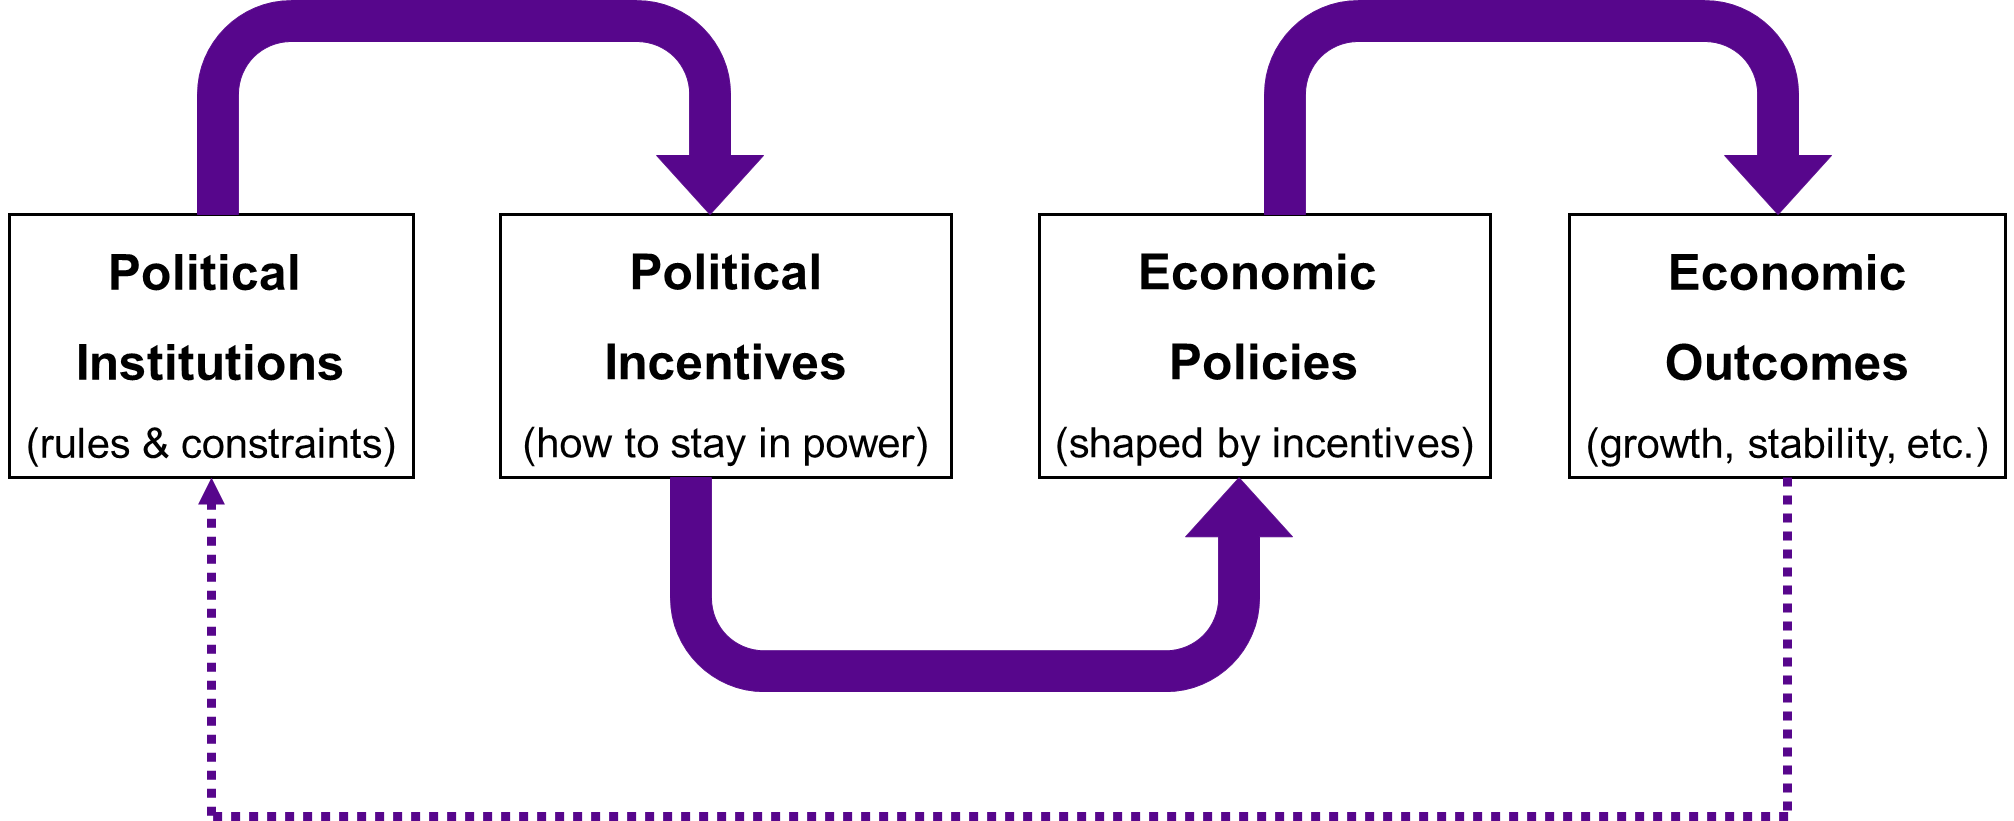 Political
Institutions
(rules & constraints)
Political
Incentives
(how to stay in power)
Economic
Policies
(shaped by incentives)
Economic
Outcomes
(growth, stability, etc.)